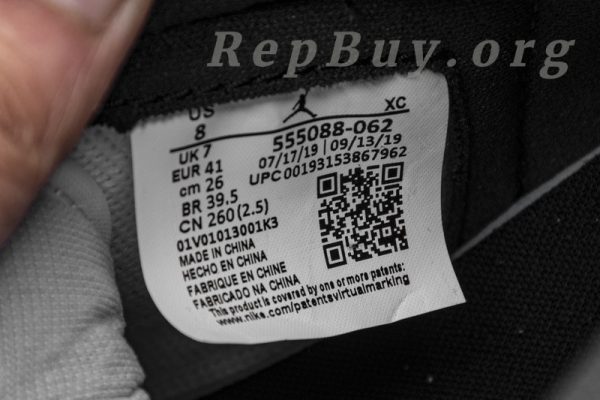 RepBuy.org
US
8
XC
555088-062
UK 7
07/17/19 | 09/13/19
EUR 41
UPC00193153867962
cm 26
BR 39.5
CN 260(2.5)
01V01013001K3
MADE IN CHINA
HECHO EN CHINA
FABRIQUE EN CHINE
FABRICADO NA CHINA
This product is covered by one or more patents:
www.nike.com/patentsvirtualmarking